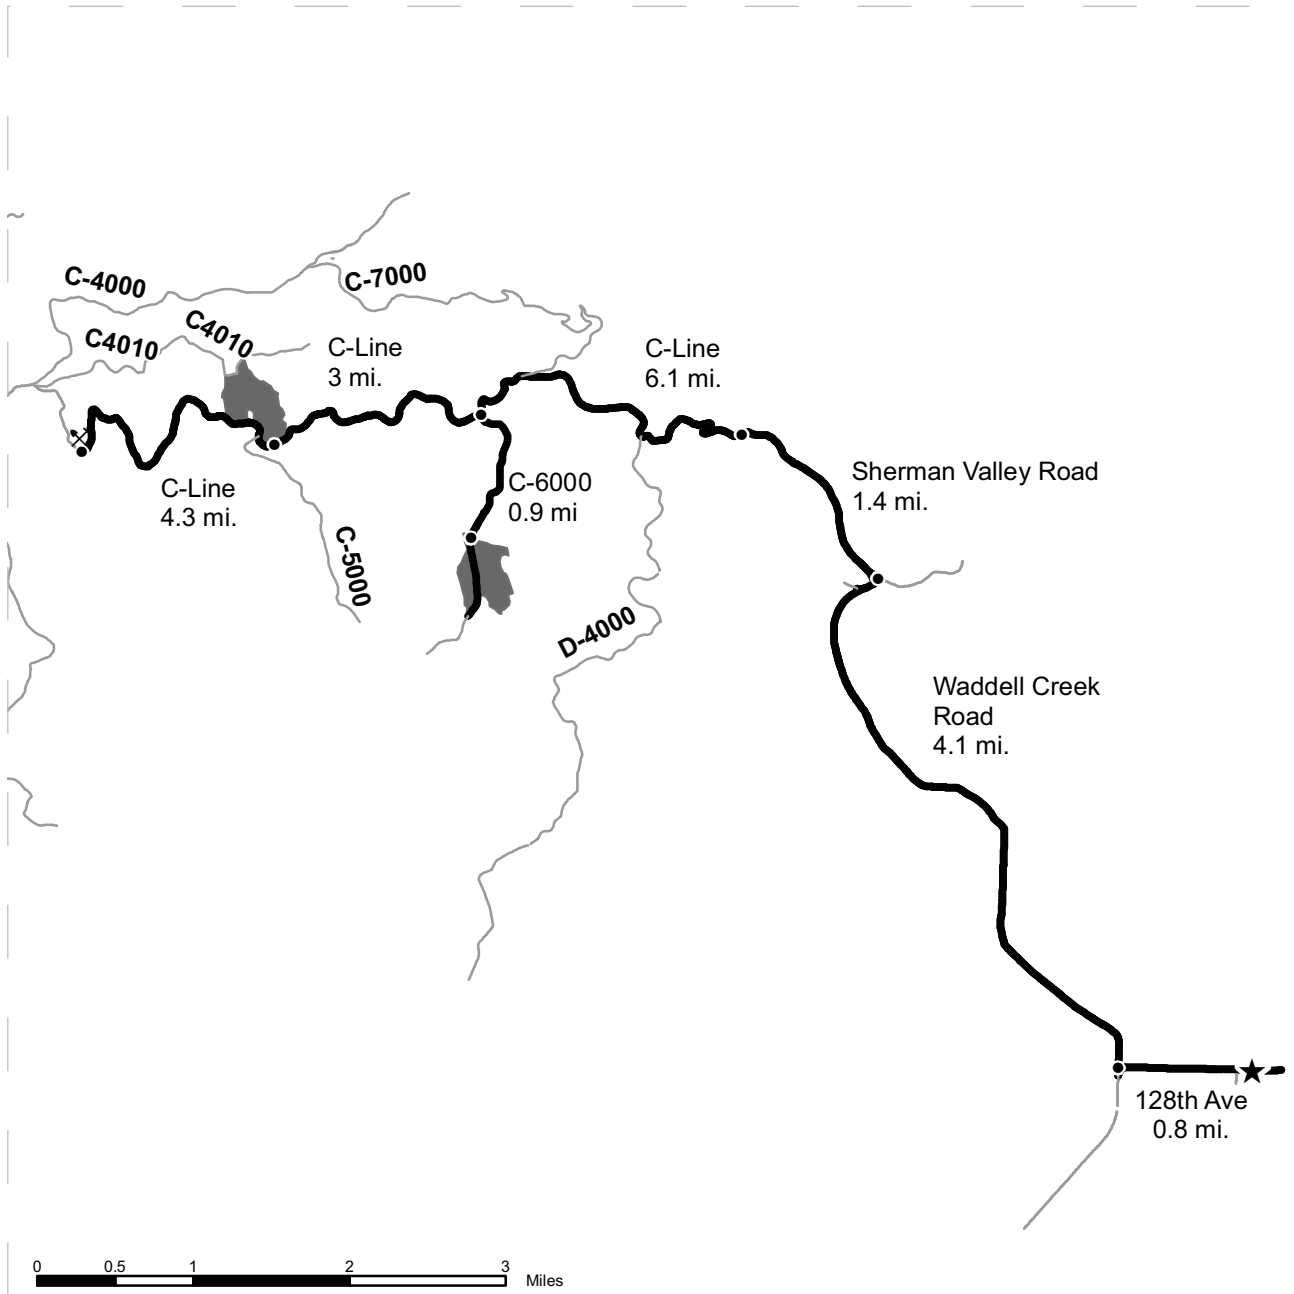 C-4000
C-7000
C4010
C4010
C-Line
3 mi.
C-Line
6.1 mi.
C-Line
4.3 mi.
C-5000
C-6000
0.9 mi
Sherman Valley Road
1.4 mi.
D-4000
Waddell Creek
Road
4.1 mi.
128th Ave
0.8 mi.
0 0.5 1 2 3
Miles